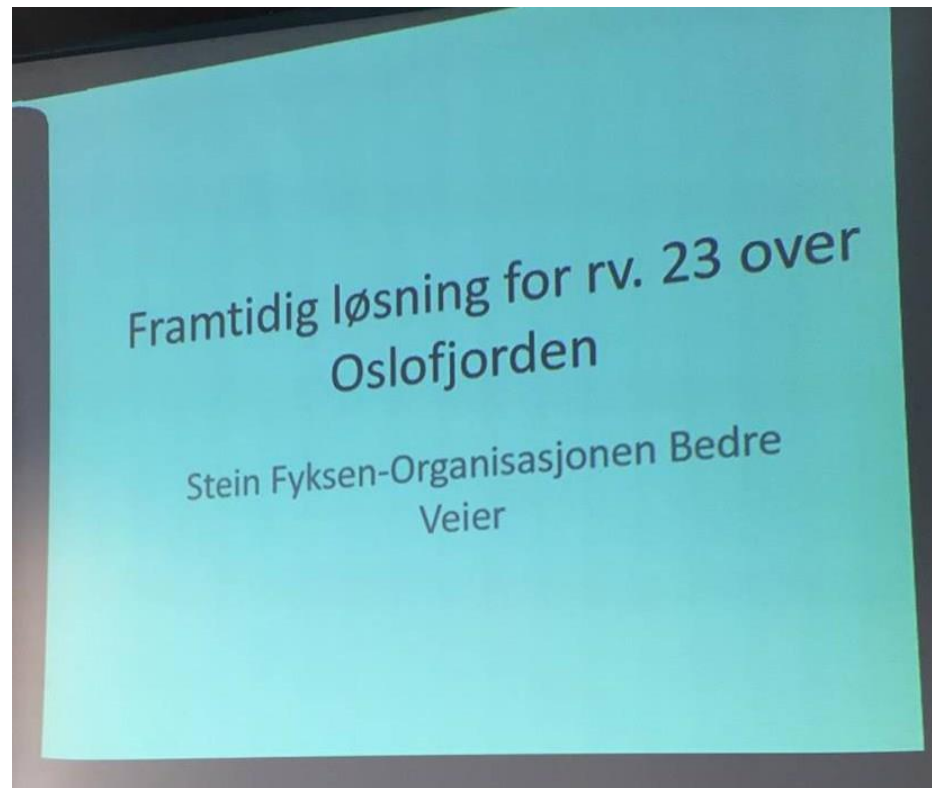 Framtidig løsning for rv. 23 over
Oslofjorden
Stein Fyksen-Organisasjonen Bedre
Veier